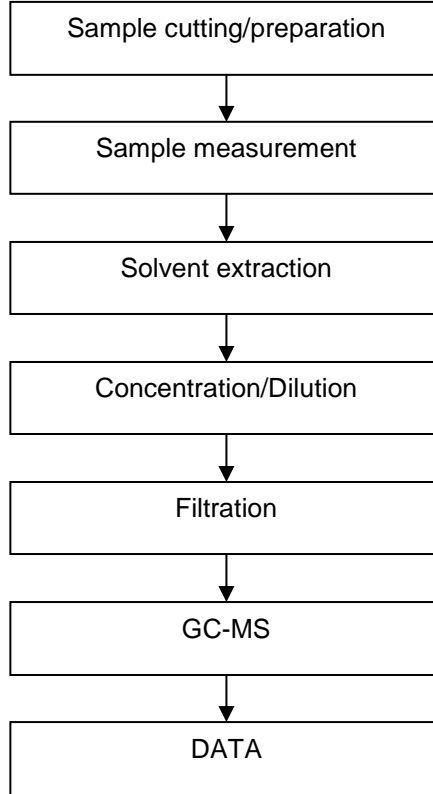 Sample cutting/preparation
Sample measurement
Solvent extraction
Concentration/Dilution
Filtration
GC-MS
DATA